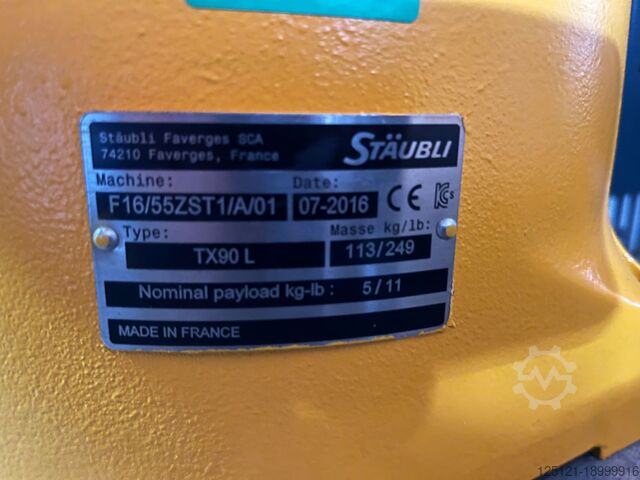 Stäubli Faverges SCA
74210 Faverges, France
STÄUBLI
Machine: Date:
F16/55ZST1/A/01 07-2016 CE
Type: Masse kg/lb:
TX90 L 113/249
Nominal payload kg-lb : 5/11
MADE IN FRANCE
125121-18999916